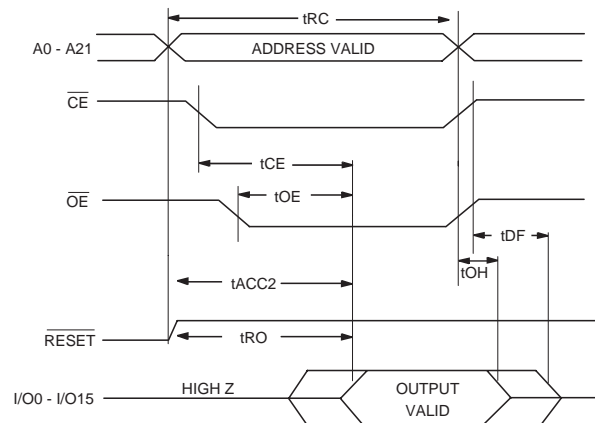 tRC
A0 - A21
ADDRESS VALID
CE
tCE
tOE
OE
tDF
tOH
tACC2
RESET
tRO
HIGH Z
OUTPUT
VALID
I/O0 - I/O15